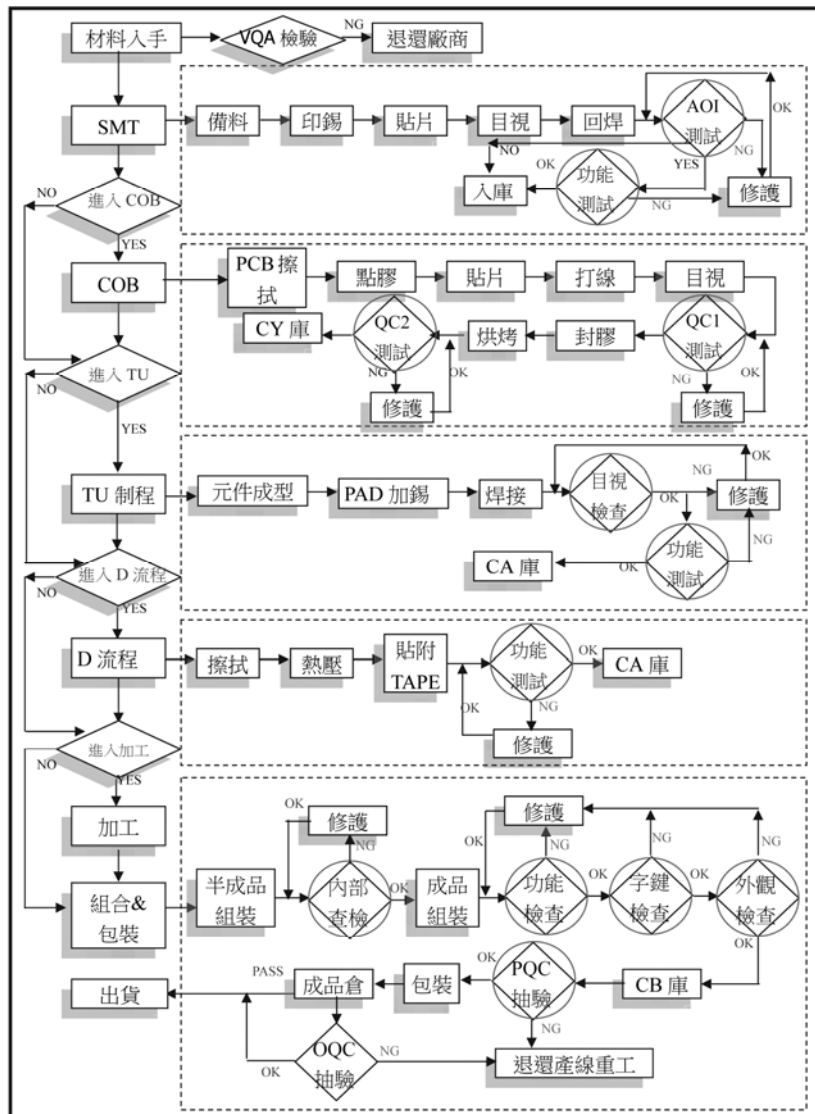 材料入手
VQA 檢驗
NG
退還廠商
SMT
備料
印錫
貼片
目視
回焊
AOI
測試
OK
NG
修護
NO
YES
入庫
OK
功能
測試
NG
NO
進入 COB
YES
COB
PCB 擦
拭
點膠
貼片
打線
目視
CY 庫
QC2
測試
烘烤
封膠
QC1
測試
NG
OK
修護
NG
OK
修護
進入 TU
NO
YES
TU 制程
元件成型
PAD 加錫
焊接
目視
檢查
OK
NG
OK
修護
NG
CA 庫
OK
功能
測試
進入 D 流程
NO
YES
D 流程
擦拭
熱壓
貼附
TAPE
功能
測試
OK
CA 庫
OK
NG
修護
進入加工
NO
YES
加工
組合&
包裝
半成品
組裝
OK
修護
NG
內部
查檢
OK
成品
組裝
OK
修護
NG
功能
檢查
OK
NG
字鍵
檢查
OK
NG
外觀
檢查
OK
出貨
PASS
成品倉
包裝
OK
PQC
抽驗
CB 庫
NG
OK
OQC
抽驗
NG
退還產線重工